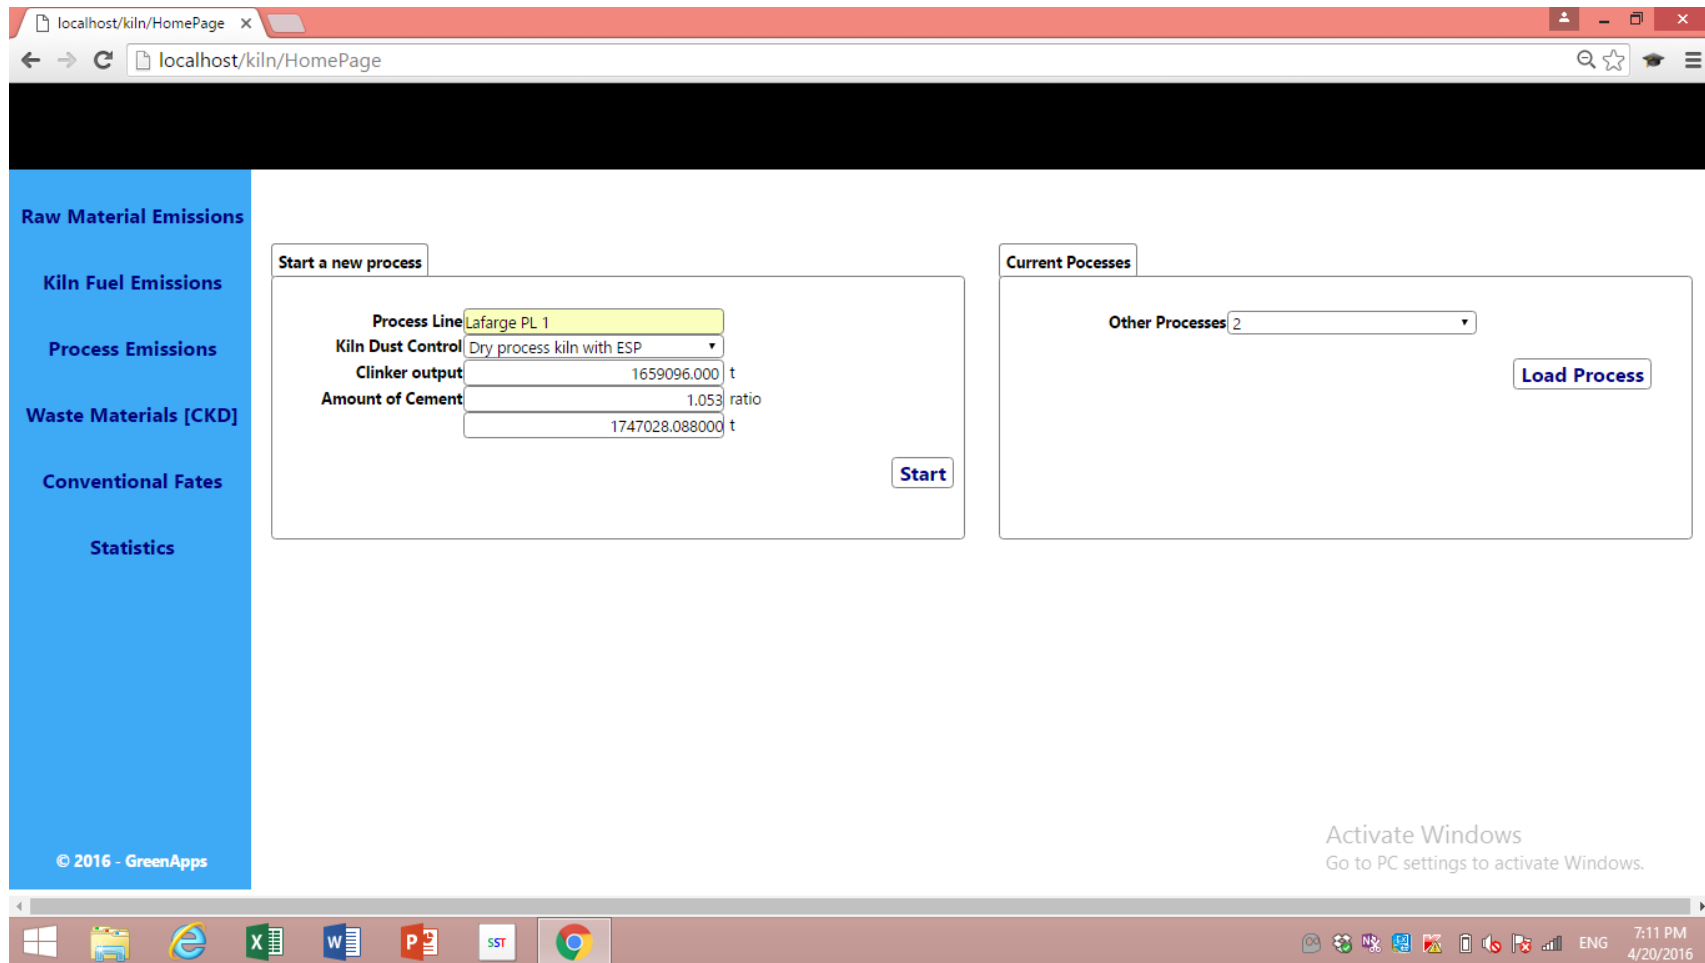 localhost/kiln/HomePage
localhost/kiln/HomePage
Raw Material Emissions
Kiln Fuel Emissions
Process Emissions
Waste Materials [CKD]
Conventional Fates
Statistics
© 2016 - GreenApps
Start a new process
Process Line Lafarge PL 1
Kiln Dust Control Dry process kiln with ESP
Clinker output 1659096.000 t
Amount of Cement 1.053 ratio
1747028.088000 t
Start
Current Pocesses
Other Processes 2
Load Process
Activate Windows
Go to PC settings to activate Windows.
SST
ENG
7:11 PM
4/20/2016